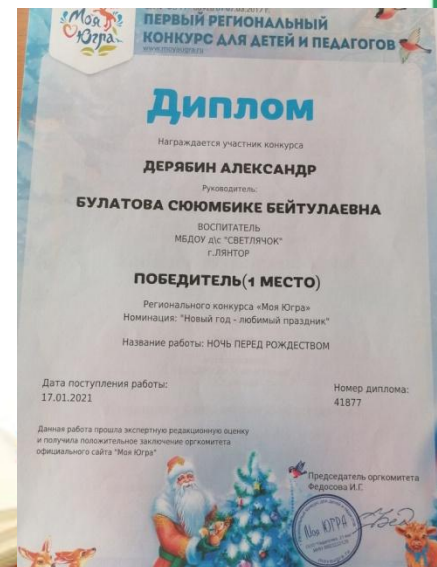 Моя Югра
ПЕРВЫЙ РЕГИОНАЛЬНЫЙ
КОНКУРС ДЛЯ ДЕТЕЙ И ПЕДАГОГОВ
Диплом
Награждается участник конкурса
ДЕРЯБИН АЛЕКСАНДР
Руководитель:
БУЛАТОВА СЮЮМБИКЕ БЕЙТУЛАЕВНА
ВОСПИТАТЕЛЬ
МБДОУ д\с "СВЕТЛЯЧОК"
г.ЛЯНТОР
ПОБЕДИТЕЛЬ(1 МЕСТО)
Регионального конкурса «Моя Югра»
Номинация: "Новый год - любимый праздник"
Название работы: НОЧЬ ПЕРЕД РОЖДЕСТВОМ
Дата поступления работы:
17.01.2021
Номер диплома:
41877
Данная работа прошла экспертную редакционную оценку
и получила положительное заключение оргкомитета
официального сайта "Моя Югра"
Председатель оргкомитета
Федосова И.Г.
Моя ЮГРА